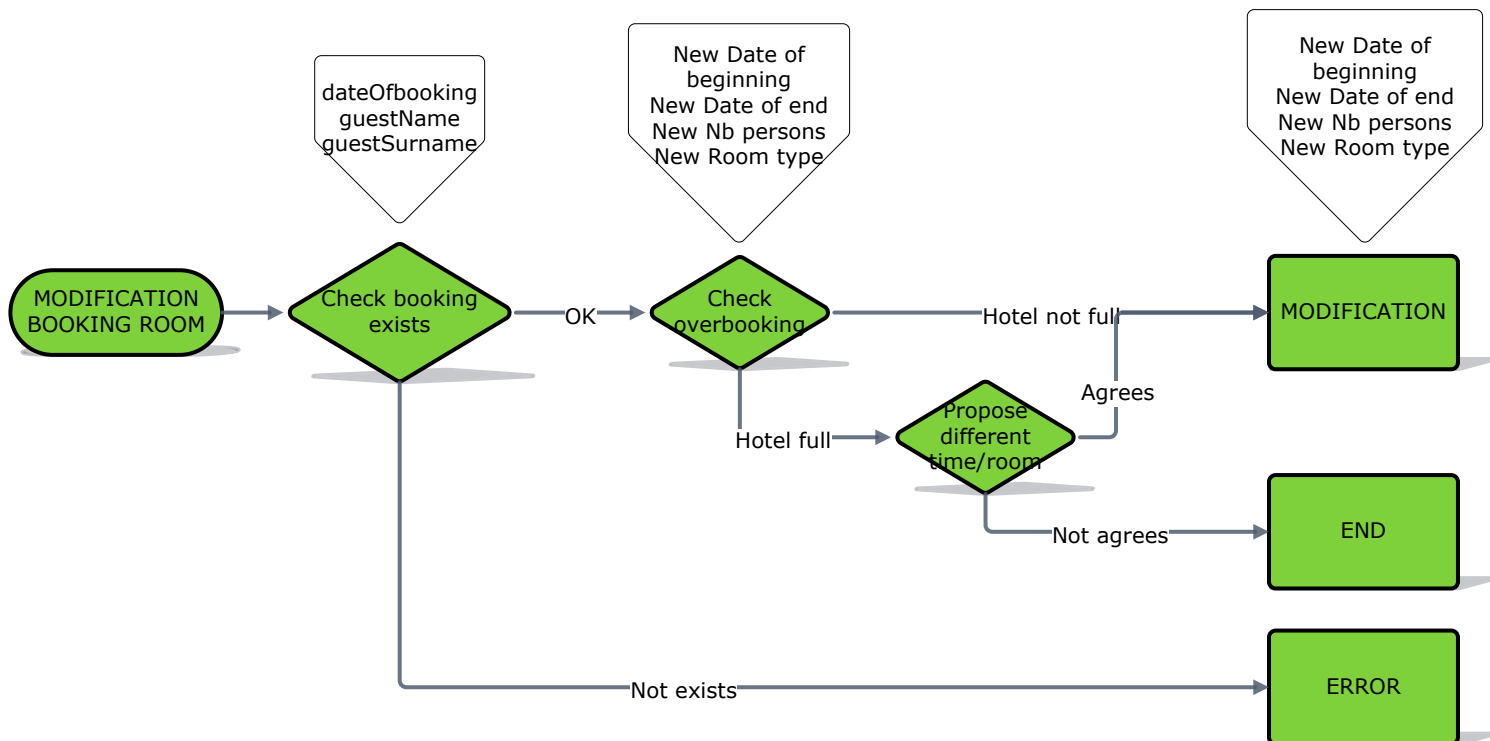 dateOfbooking
guestName
guestSurname
New Date of
beginning
New Date of end
New Nb persons
New Room type
New Date of
beginning
New Date of end
New Nb persons
New Room type
MODIFICATION
BOOKING ROOM
Check booking
exists
OK
Check
overbooking
Hotel not full
MODIFICATION
Hotel full
Propose
different
time/room
Agrees
Not agrees
END
Not exists
ERROR